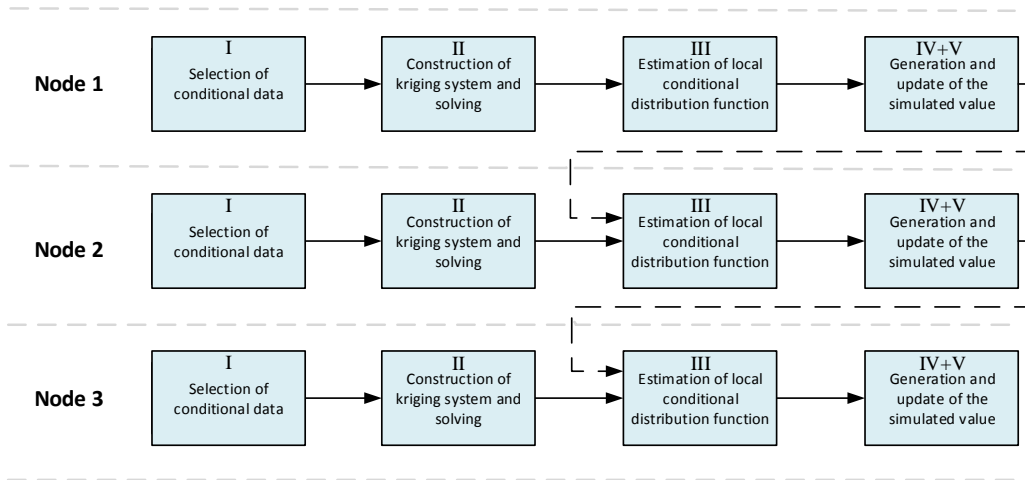 Node 1
I
Selection of
conditional data
II
Construction of
kriging system and
solving
III
Estimation of local
conditional
distribution function
IV+V
Generation and
update of the
simulated value
Node 2
I
Selection of
conditional data
II
Construction of
kriging system and
solving
III
Estimation of local
conditional
distribution function
IV+V
Generation and
update of the
simulated value
Node 3
I
Selection of
conditional data
II
Construction of
kriging system and
solving
III
Estimation of local
conditional
distribution function
IV+V
Generation and
update of the
simulated value